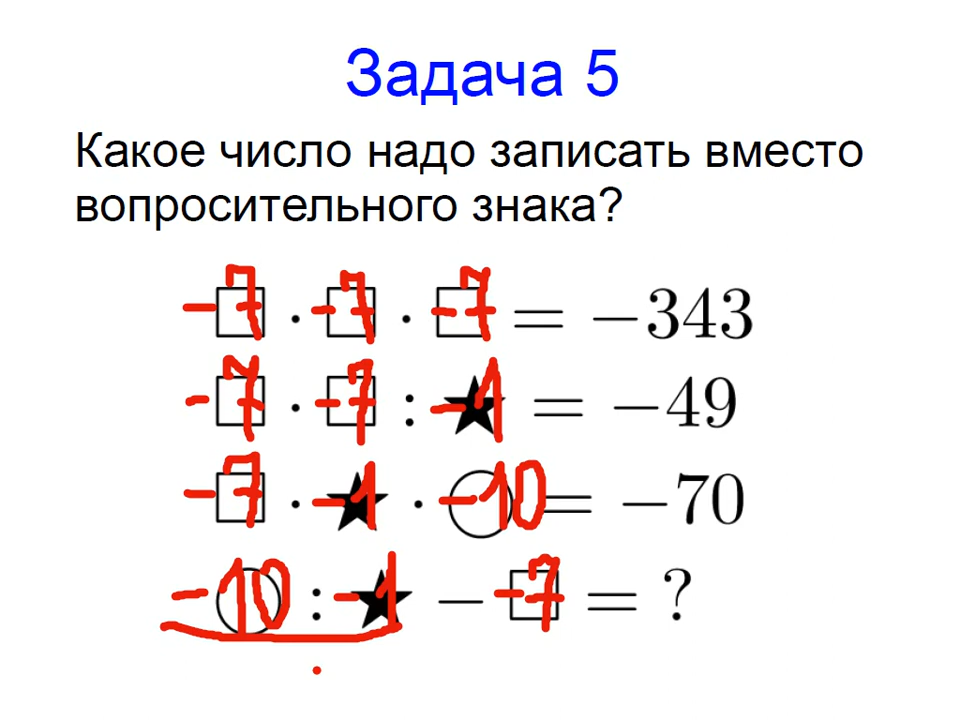 Задача 5
Какое число надо записать вместо
вопросительного знака?
-7 · -7 · -7 = −343
-7 · -7 : -1 = −49
-7 · -1 · -10 = −70
-10 : -1 − -7 = ?